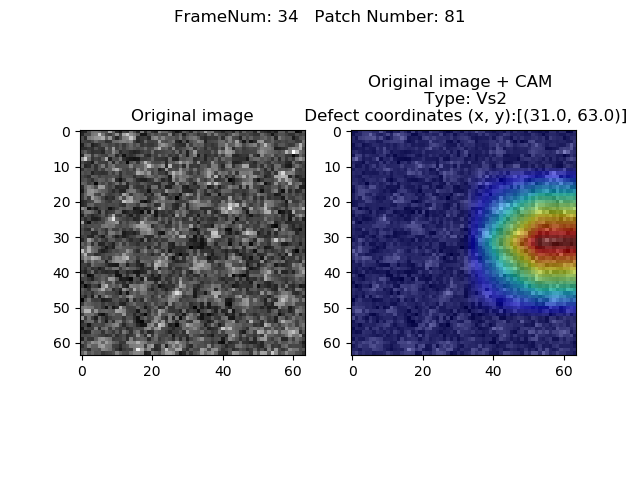 FrameNum: 34   Patch Number: 81
Original image
Original image + CAM
Type: Vs2
Defect coordinates (x, y):[(31.0, 63.0)]
0
10
20
30
40
50
60
0 20 40 60
0
10
20
30
40
50
60
0 20 40 60